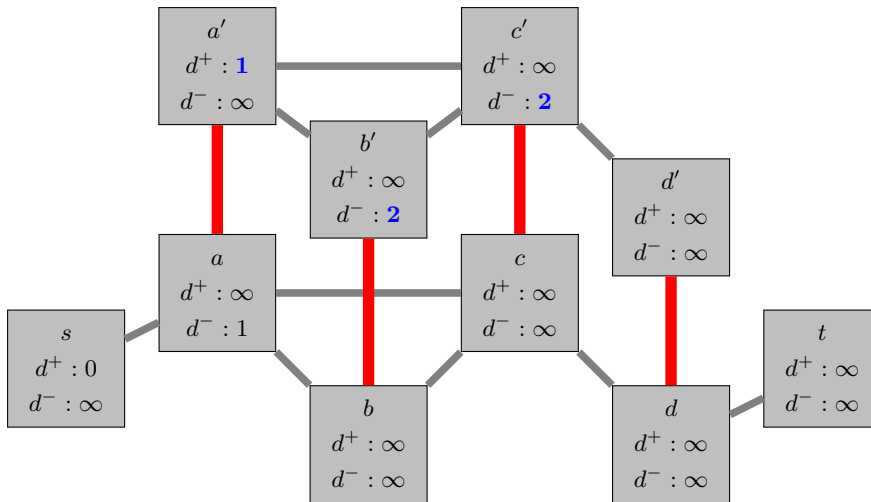 a′
d⁺ : 1
d⁻ : ∞
c′
d⁺ : ∞
d⁻ : 2
b′
d⁺ : ∞
d⁻ : 2
d′
d⁺ : ∞
d⁻ : ∞
a
d⁺ : ∞
d⁻ : 1
c
d⁺ : ∞
d⁻ : ∞
s
d⁺ : 0
d⁻ : ∞
t
d⁺ : ∞
d⁻ : ∞
b
d⁺ : ∞
d⁻ : ∞
d
d⁺ : ∞
d⁻ : ∞